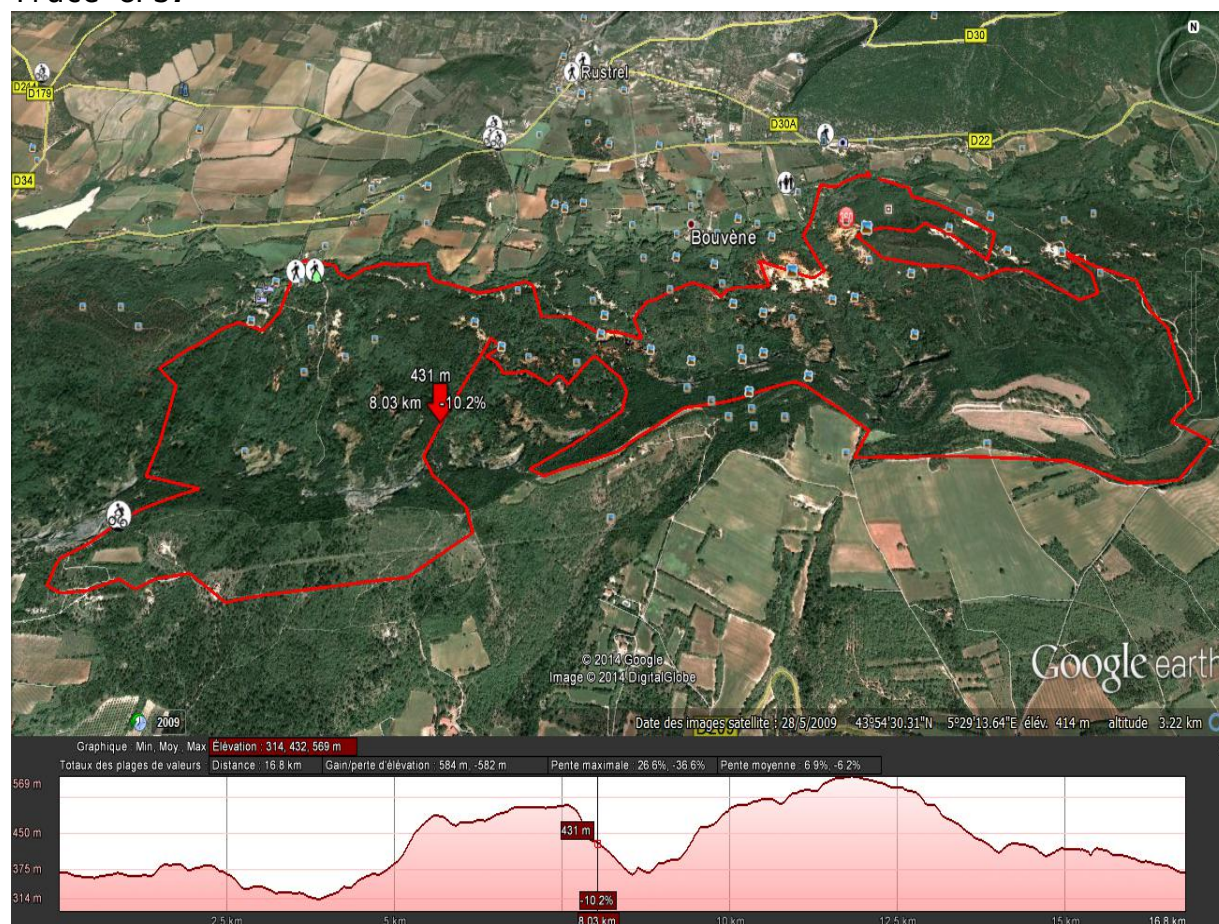 Trace GPS:
N
D30
Rustrel
D214
D179
D30A
D22
D34
Bouvène
431 m
8.03 km -10.2%
© 2014 Google
Image © 2014 DigitalGlobe
Google earth
2009
Date des images satellite : 28/5/2009 43°54'30.31"N 5°29'13.64"E élév. 414 m altitude 3.22 km
Graphique : Min, Moy., Max Élévation : 314, 432, 569 m
Totaux des plages de valeurs Distance : 16.8 km Gain/perte d'élévation : 584 m, -582 m Pente maximale : 26.6%, -36.6% Pente moyenne : 6.9%, -6.2%
569 m
450 m
431 m
375 m
314 m
-10.2%
2.5 km 5 km 8.03 km 10 km 12.5 km 15 km 16.8 km